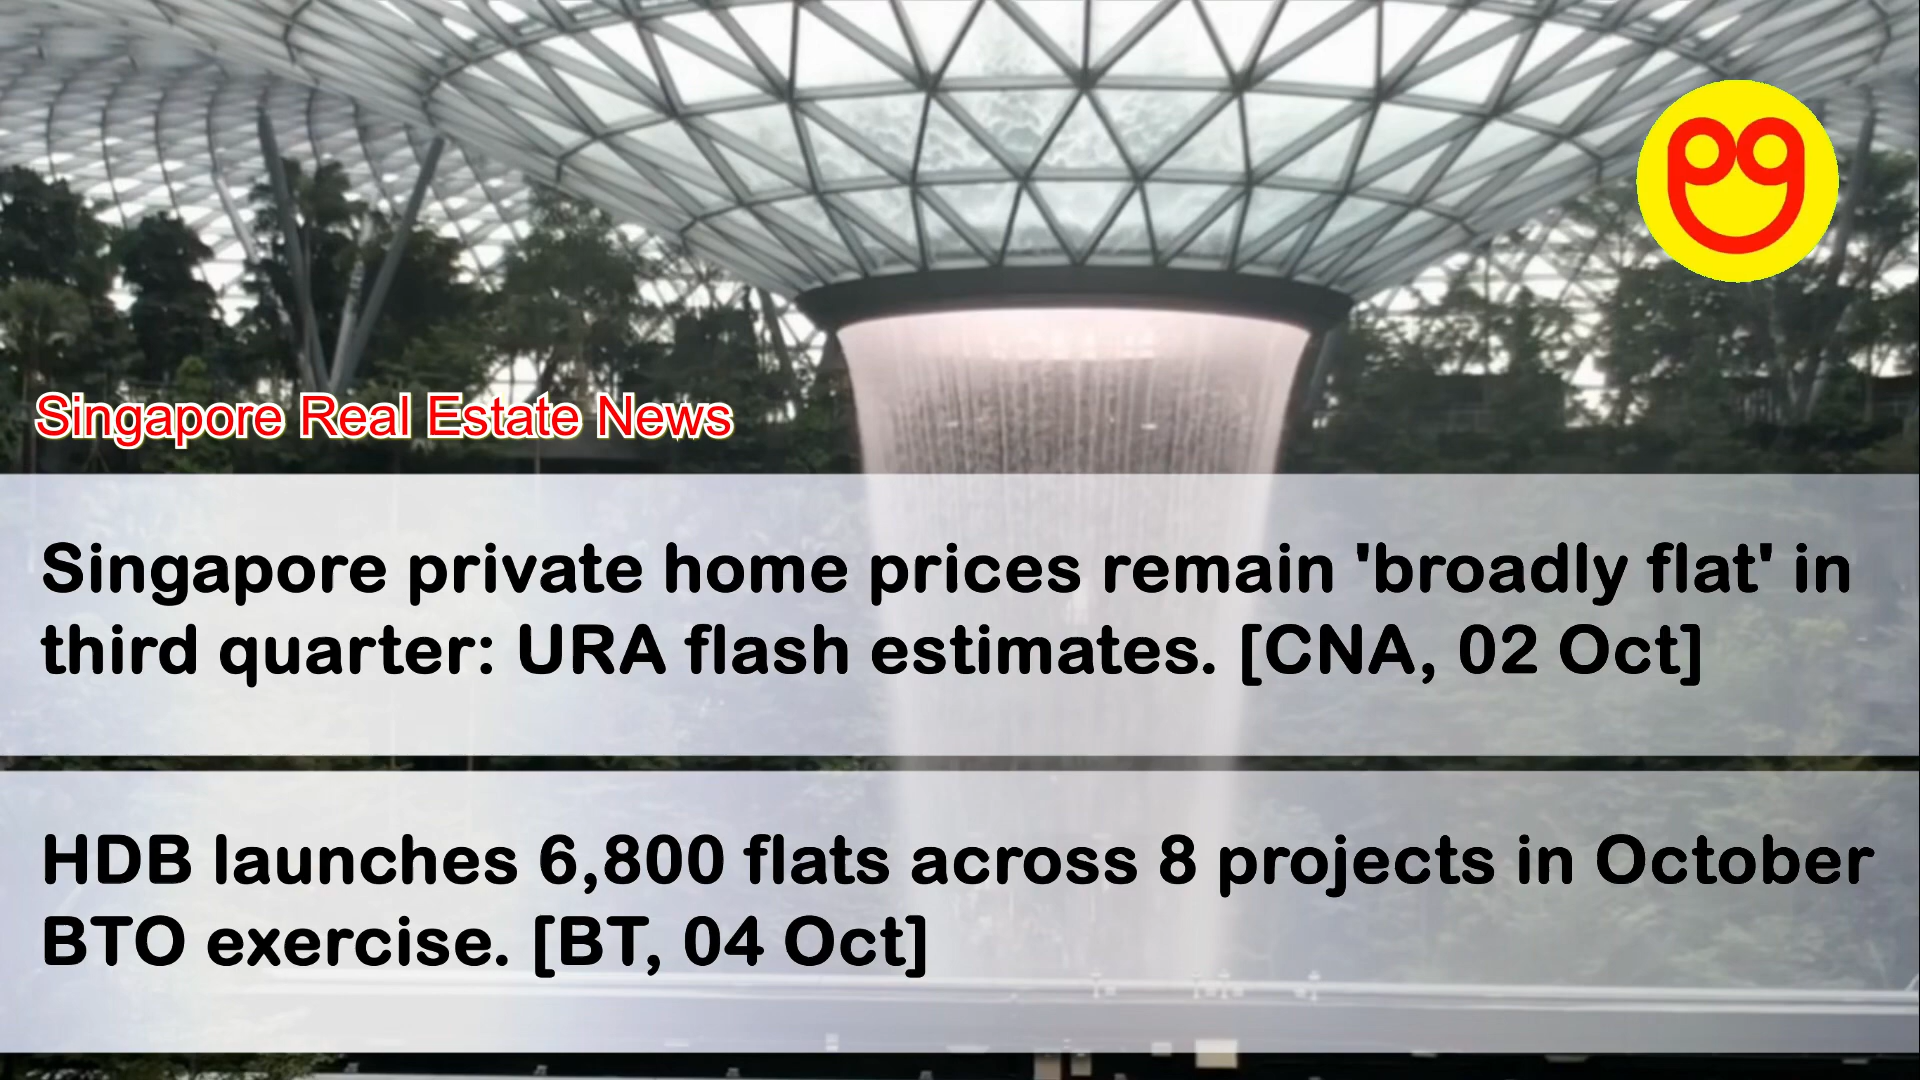 Singapore Real Estate News
Singapore private home prices remain 'broadly flat' in
third quarter: URA flash estimates. [CNA, 02 Oct]
HDB launches 6,800 flats across 8 projects in October
BTO exercise. [BT, 04 Oct]